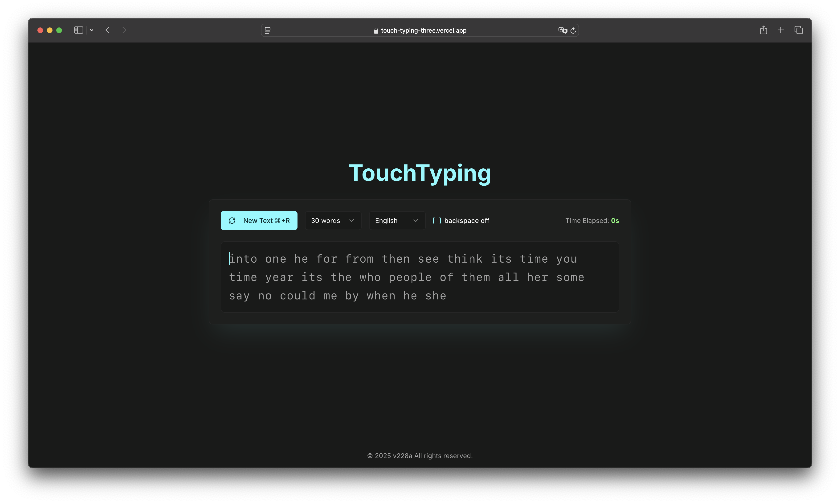 touch-typing-three.vercel.app
TouchTyping
New Text ⌘+R
30 words
English
backspace off
Time Elapsed: 0s
into one he for from then see think its time you
time year its the who people of them all her some
say no could me by when he she
© 2025 v228a All rights reserved